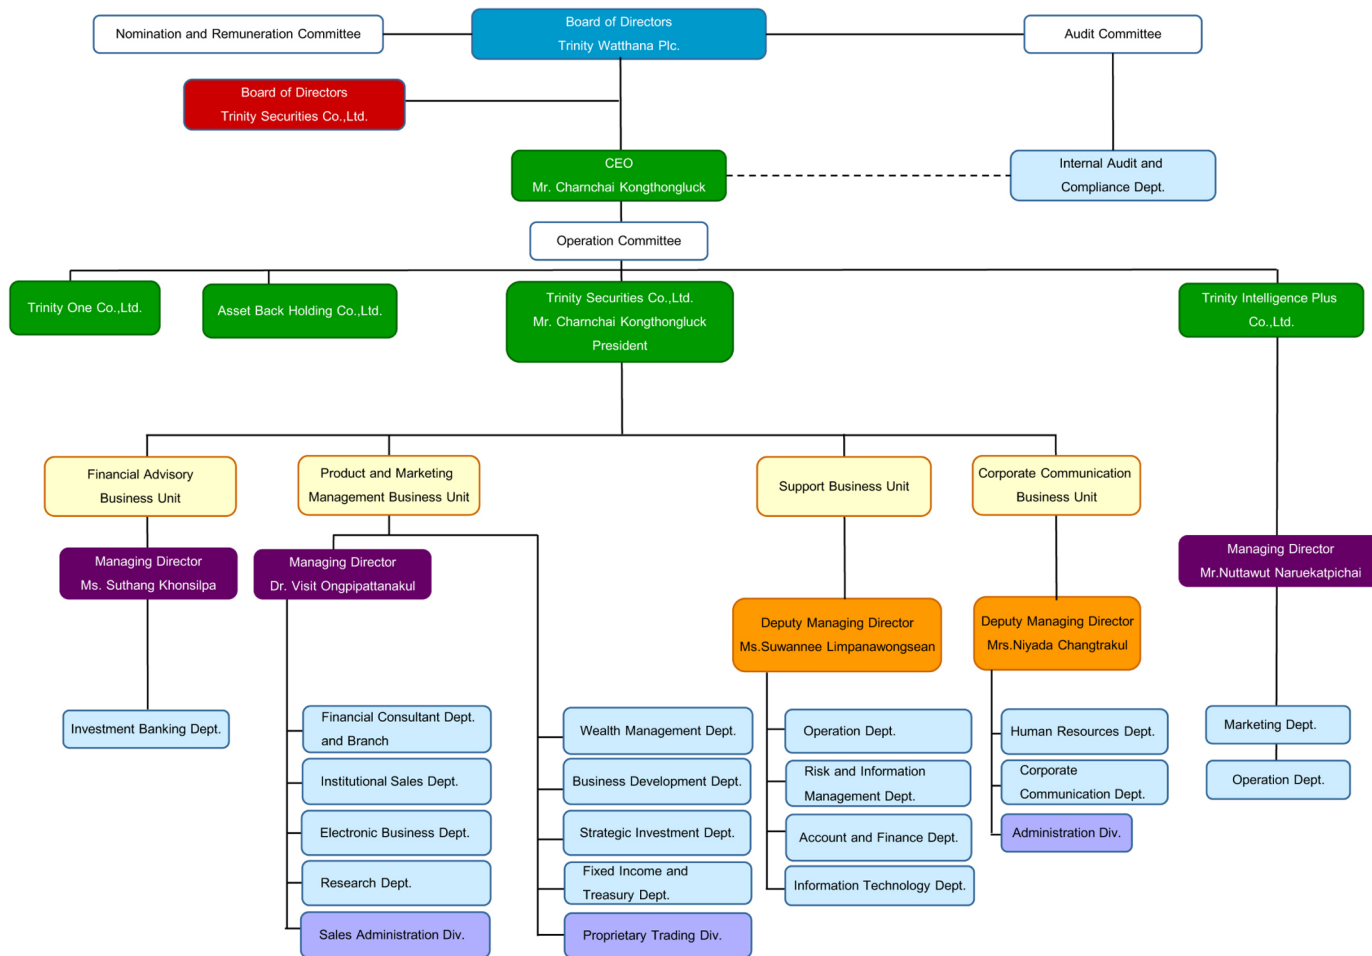 Nomination and Remuneration Committee
Board of Directors
Trinity Watthana Plc.
Audit Committee
Board of Directors
Trinity Securities Co.,Ltd.
CEO
Mr. Charnchai Kongthongluck
Internal Audit and
Compliance Dept.
Operation Committee
Trinity One Co.,Ltd.
Asset Back Holding Co.,Ltd.
Trinity Securities Co.,Ltd.
Mr. Charnchai Kongthongluck
President
Trinity Intelligence Plus
Co.,Ltd.
Financial Advisory
Business Unit
Product and Marketing
Management Business Unit
Support Business Unit
Corporate Communication
Business Unit
Managing Director
Ms. Suthang Khonsilpa
Managing Director
Dr. Visit Ongpipattanakul
Deputy Managing Director
Ms.Suwannee Limpanawongsean
Deputy Managing Director
Mrs.Niyada Changtrakul
Managing Director
Mr.Nuttawut Naruekatpichai
Investment Banking Dept.
Financial Consultant Dept.
and Branch
Institutional Sales Dept.
Electronic Business Dept.
Research Dept.
Sales Administration Div.
Wealth Management Dept.
Business Development Dept.
Strategic Investment Dept.
Fixed Income and
Treasury Dept.
Proprietary Trading Div.
Operation Dept.
Risk and Information
Management Dept.
Account and Finance Dept.
Information Technology Dept.
Human Resources Dept.
Corporate
Communication Dept.
Administration Div.
Marketing Dept.
Operation Dept.